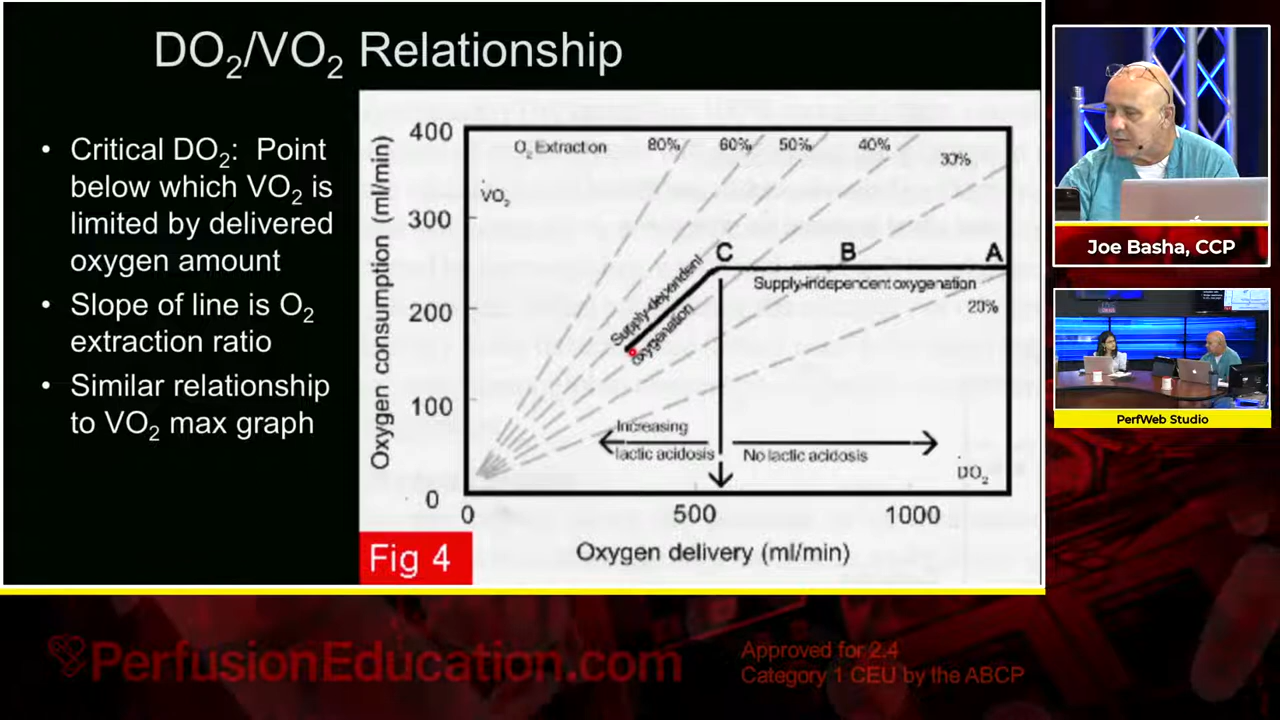 DO₂/VO₂ Relationship
• Critical DO₂: Point
below which VO₂ is
limited by delivered
oxygen amount
• Slope of line is O₂
extraction ratio
• Similar relationship
to VO₂ max graph
Oxygen consumption (ml/min)
400
300
200
100
0
O₂ Extraction
80%
60%
50%
40%
30%
20%
V̇O₂
C
B
A
Supply-dependent
oxygenation
Supply-independent oxygenation
Increasing
lactic acidosis
No lactic acidosis
ḊO₂
0
500
1000
Oxygen delivery (ml/min)
Fig 4
Joe Basha, CCP
PerfWeb Studio
PerfusionEducation.com
Approved for 2.4
Category 1 CEU by the ABCP